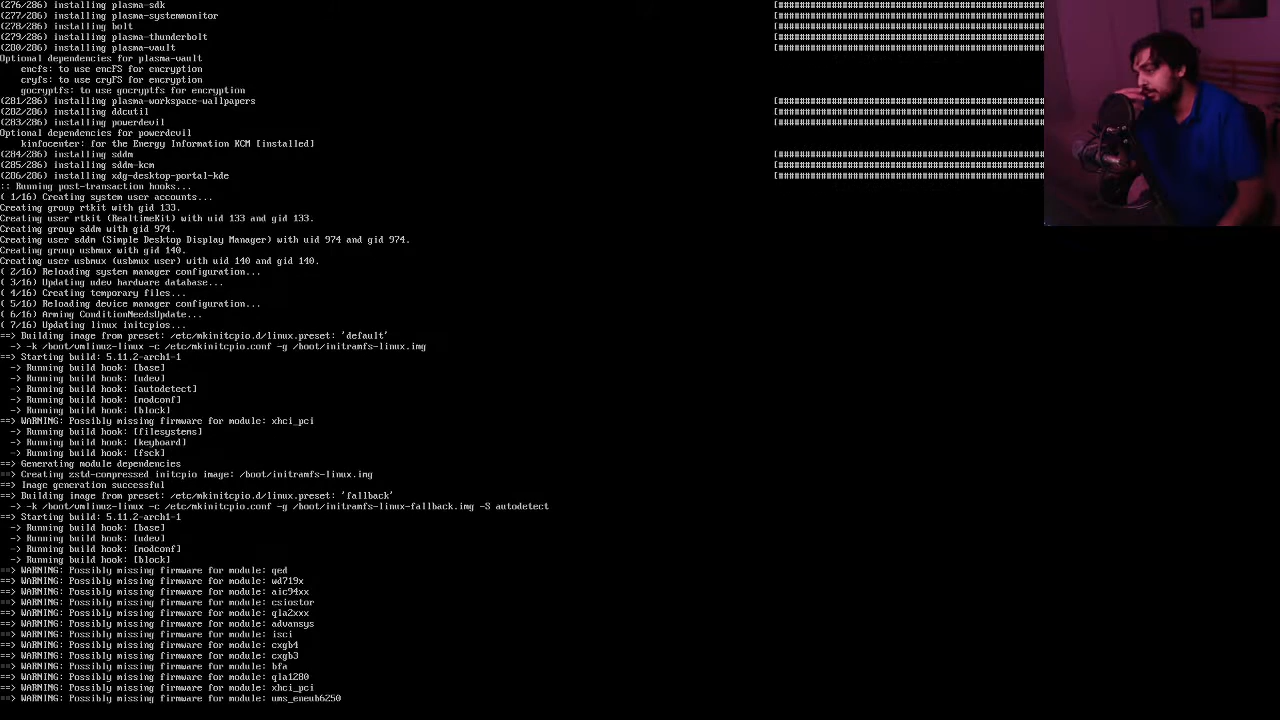 (276/286) installing plasma-sdk [##############################
(277/286) installing plasma-systemmonitor [##############################
(278/286) installing bolt [##############################
(279/286) installing plasma-thunderbolt [##############################
(280/286) installing plasma-vault [##############################
Optional dependencies for plasma-vault
encfs: to use encFS for encryption
cryfs: to use cryFS for encryption
gocryptfs: to use gocryptfs for encryption
(281/286) installing plasma-workspace-wallpapers [##############################
(282/286) installing ddcutil [##############################
(283/286) installing powerdevil [##############################
Optional dependencies for powerdevil
kinfocenter: for the Energy Information KCM [installed]
(284/286) installing sddm [##############################
(285/286) installing sddm-kcm [##############################
(286/286) installing xdg-desktop-portal-kde [##############################
:: Running post-transaction hooks...
( 1/16) Creating system user accounts...
Creating group rtkit with gid 133.
Creating user rtkit (RealtimeKit) with uid 133 and gid 133.
Creating group sddm with gid 974.
Creating user sddm (Simple Desktop Display Manager) with uid 974 and gid 974.
Creating group usbmux with gid 140.
Creating user usbmux (usbmux user) with uid 140 and gid 140.
( 2/16) Reloading system manager configuration...
( 3/16) Updating udev hardware database...
( 4/16) Creating temporary files...
( 5/16) Reloading device manager configuration...
( 6/16) Arming ConditionNeedsUpdate...
( 7/16) Updating linux initcpios...
==> Building image from preset: /etc/mkinitcpio.d/linux.preset: 'default'
-> -k /boot/vmlinuz-linux -c /etc/mkinitcpio.conf -g /boot/initramfs-linux.img
==> Starting build: 5.11.2-arch1-1
-> Running build hook: [base]
-> Running build hook: [udev]
-> Running build hook: [autodetect]
-> Running build hook: [modconf]
-> Running build hook: [block]
==> WARNING: Possibly missing firmware for module: xhci_pci
-> Running build hook: [filesystems]
-> Running build hook: [keyboard]
-> Running build hook: [fsck]
==> Generating module dependencies
==> Creating zstd-compressed initcpio image: /boot/initramfs-linux.img
==> Image generation successful
==> Building image from preset: /etc/mkinitcpio.d/linux.preset: 'fallback'
-> -k /boot/vmlinuz-linux -c /etc/mkinitcpio.conf -g /boot/initramfs-linux-fallback.img -S autodetect
==> Starting build: 5.11.2-arch1-1
-> Running build hook: [base]
-> Running build hook: [udev]
-> Running build hook: [modconf]
-> Running build hook: [block]
==> WARNING: Possibly missing firmware for module: qed
==> WARNING: Possibly missing firmware for module: wd719x
==> WARNING: Possibly missing firmware for module: aic94xx
==> WARNING: Possibly missing firmware for module: csiostor
==> WARNING: Possibly missing firmware for module: qla2xxx
==> WARNING: Possibly missing firmware for module: advansys
==> WARNING: Possibly missing firmware for module: isci
==> WARNING: Possibly missing firmware for module: cxgb4
==> WARNING: Possibly missing firmware for module: cxgb3
==> WARNING: Possibly missing firmware for module: bfa
==> WARNING: Possibly missing firmware for module: qla1280
==> WARNING: Possibly missing firmware for module: xhci_pci
==> WARNING: Possibly missing firmware for module: ums_eneub6250